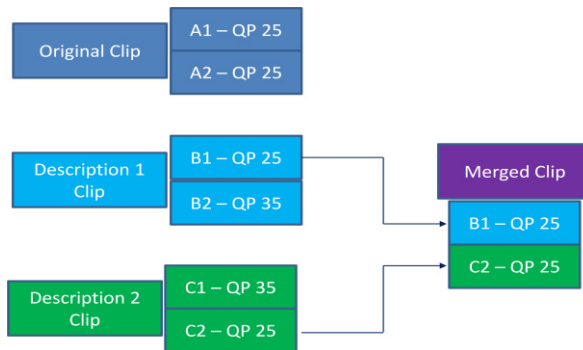 Original Clip
A1 – QP 25
A2 – QP 25
Description 1
Clip
B1 – QP 25
B2 – QP 35
Description 2
Clip
C1 – QP 35
C2 – QP 25
Merged Clip
B1 – QP 25
C2 – QP 25